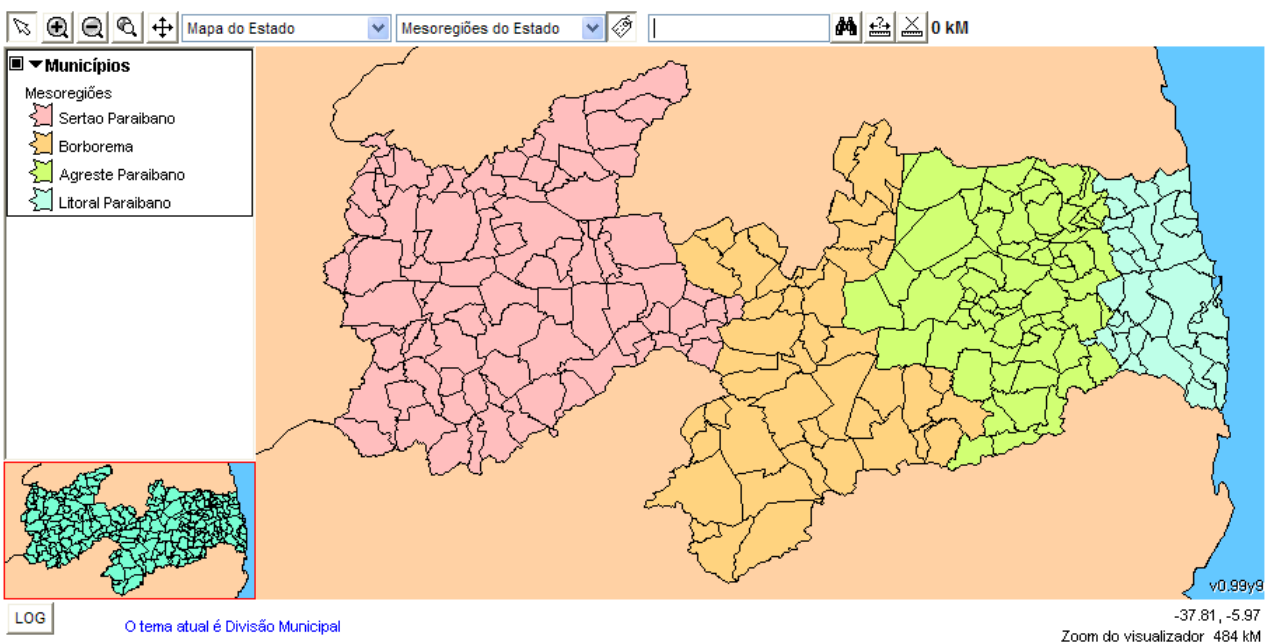 Mapa do Estado
Mesoregiões do Estado
0 kM
Municípios
Mesoregiões
Sertao Paraibano
Borborema
Agreste Paraibano
Litoral Paraibano
v0.99y9
LOG
O tema atual é Divisão Municipal
-37.81, -5.97
Zoom do visualizador 484 kM